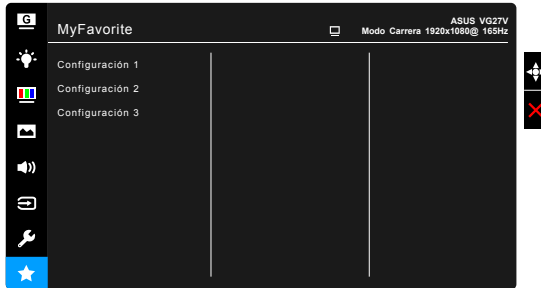 G
ASUS VG27V
MyFavorite
Modo Carrera 1920x1080@ 165Hz
Configuración 1
Configuración 2
Configuración 3